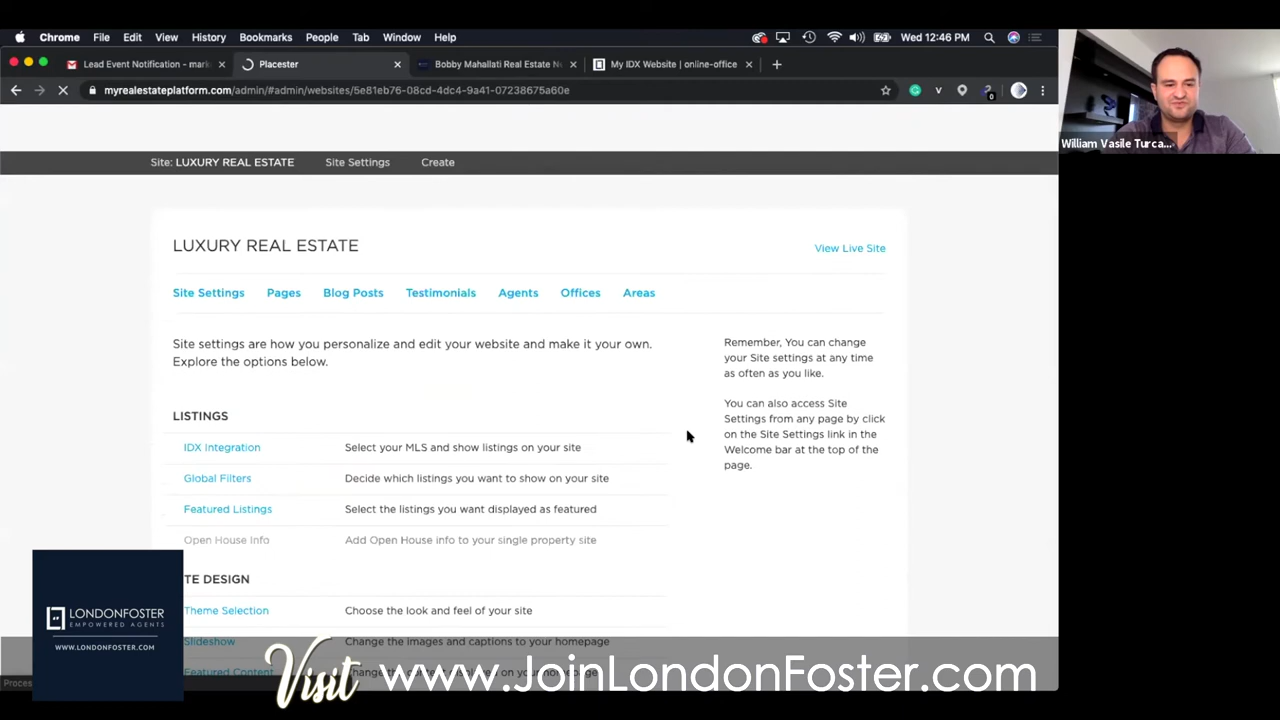 Chrome File Edit View History Bookmarks People Tab Window Help Wed 12:46 PM
Lead Event Notification - mark Placester Bobby Mahallati Real Estate N My IDX Website | online-office
myrealestateplatform.com/admin/#admin/websites/5e81eb76-08cd-4dc4-9a41-07238675a60e
William Vasile Turca...
Site: LUXURY REAL ESTATE Site Settings Create
LUXURY REAL ESTATE
View Live Site
Site Settings Pages Blog Posts Testimonials Agents Offices Areas
Site settings are how you personalize and edit your website and make it your own.
Explore the options below.
Remember, You can change
your Site settings at any time
as often as you like.
You can also access Site
Settings from any page by click
on the Site Settings link in the
Welcome bar at the top of the
page.
LISTINGS
IDX Integration Select your MLS and show listings on your site
Global Filters Decide which listings you want to show on your site
Featured Listings Select the listings you want displayed as featured
Open House Info Add Open House info to your single property site
TE DESIGN
Theme Selection Choose the look and feel of your site
Slideshow Change the images and captions to your homepage
Featured Content
LONDONFOSTER
EMPOWERED AGENTS
WWW.LONDONFOSTER.COM
Proces
Visit www.JoinLondonFoster.com